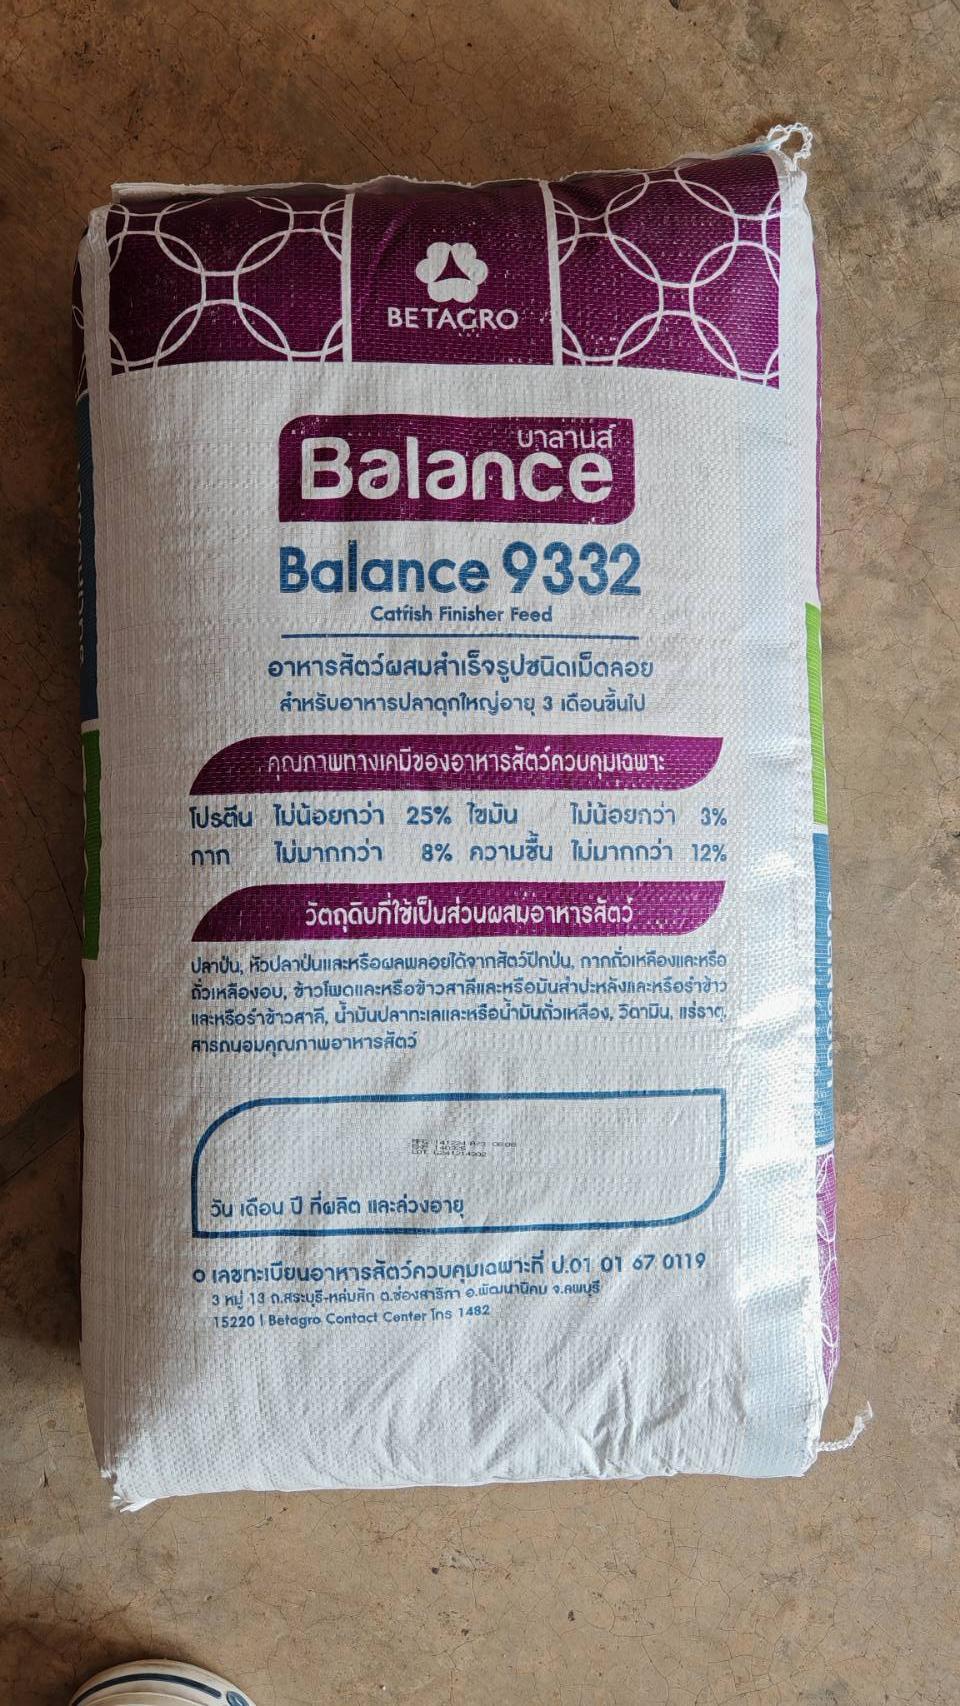 BETAGRO
บาลานส์
Balance
Balance 9332
Catfish Finisher Feed
อาหารสัตว์ผสมสำเร็จรูปชนิดเม็ดลอย
สำหรับอาหารปลาดุกใหญ่อายุ 3 เดือนขึ้นไป
คุณภาพทางเคมีของอาหารสัตว์ควบคุมเฉพาะ
โปรตีน ไม่น้อยกว่า 25% ไขมัน ไม่น้อยกว่า 3%
กาก ไม่มากกว่า 8% ความชื้น ไม่มากกว่า 12%
วัตถุดิบที่ใช้เป็นส่วนผสมอาหารสัตว์
ปลาป่น, หัวปลาป่นและหรือผลพลอยได้จากสัตว์ปีกป่น, กากถั่วเหลืองและหรือ
ถั่วเหลืองอบ, ข้าวโพดและหรือข้าวสาลีและหรือมันสำปะหลังและหรือรำข้าว
และหรือรำข้าวสาลี, น้ำมันปลาทะเลและหรือน้ำมันถั่วเหลือง, วิตามิน, แร่ธาตุ,
สารถนอมคุณภาพอาหารสัตว์
MFG 141224
วัน เดือน ปี ที่ผลิต และล่วงอายุ
เลขทะเบียนอาหารสัตว์ควบคุมเฉพาะที่ ป.01 01 67 0119
3 หมู่ 13 ถ.สระบุรี-หล่มสัก ต.ช่องสาริกา อ.พัฒนานิคม จ.ลพบุรี
15220 | Betagro Contact Center โทร 1482